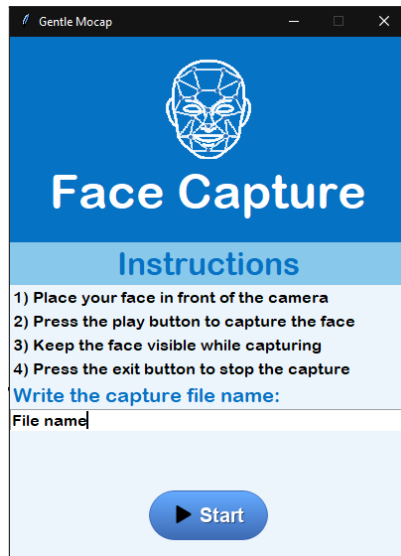 Gentle Mocap
Face Capture
Instructions
1) Place your face in front of the camera
2) Press the play button to capture the face
3) Keep the face visible while capturing
4) Press the exit button to stop the capture
Write the capture file name:
File name
Start